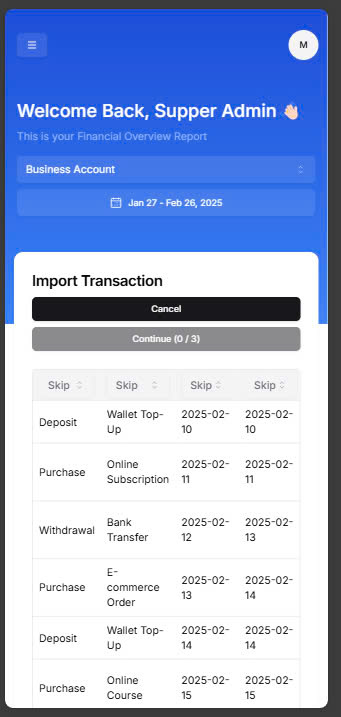 M
Welcome Back, Supper Admin 👋🏻
This is your Financial Overview Report
Business Account
Jan 27 - Feb 26, 2025
Import Transaction
Cancel
Continue (0 / 3)
Skip Skip Skip Skip
Deposit Wallet Top-Up 2025-02-10 2025-02-10
Purchase Online Subscription 2025-02-11 2025-02-11
Withdrawal Bank Transfer 2025-02-12 2025-02-13
Purchase E-commerce Order 2025-02-13 2025-02-14
Deposit Wallet Top-Up 2025-02-14 2025-02-14
Purchase Online Course 2025-02-15 2025-02-15